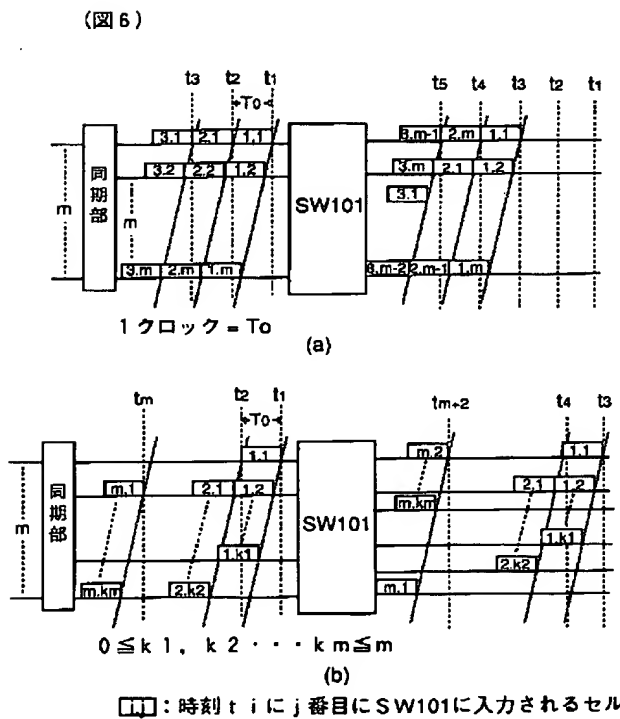 (図6)
t3 t2 t1
T0
t5 t4 t3 t2 t1
3.1 2.1 1.1
3.m-1 2.m 1.1
3.2 2.2 1.2
3.m 2.1 1.2
m
同期部
m
SW101
3.1
3.m 2.m 1.m
3.m-2 2.m-1 1.m
1クロック=To
(a)
tm t2 t1
T0
tm+2 t4 t3
1.1
m.2 1.1
m.1 2.1 1.2
2.1 1.2
m
同期部
SW101
m.km
1.k1
1.k1
m.km 2.k2
2.k2
m.1
0≦k1, k2・・・km≦m
(b)
i.j:時刻tiにj番目にSW101に入力されるセル